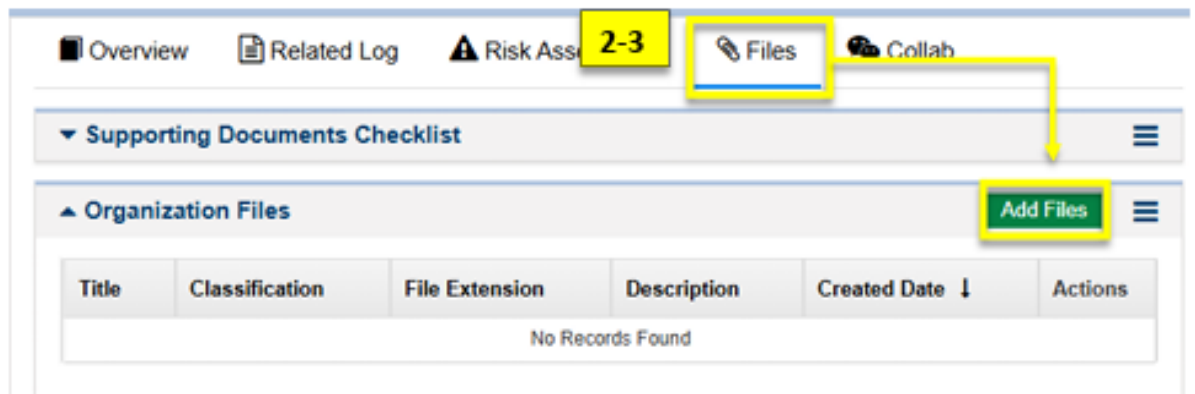 Overview Related Log Risk Asse 2-3 Files Collab
Supporting Documents Checklist
Organization Files Add Files
Title Classification File Extension Description Created Date ↓ Actions
No Records Found